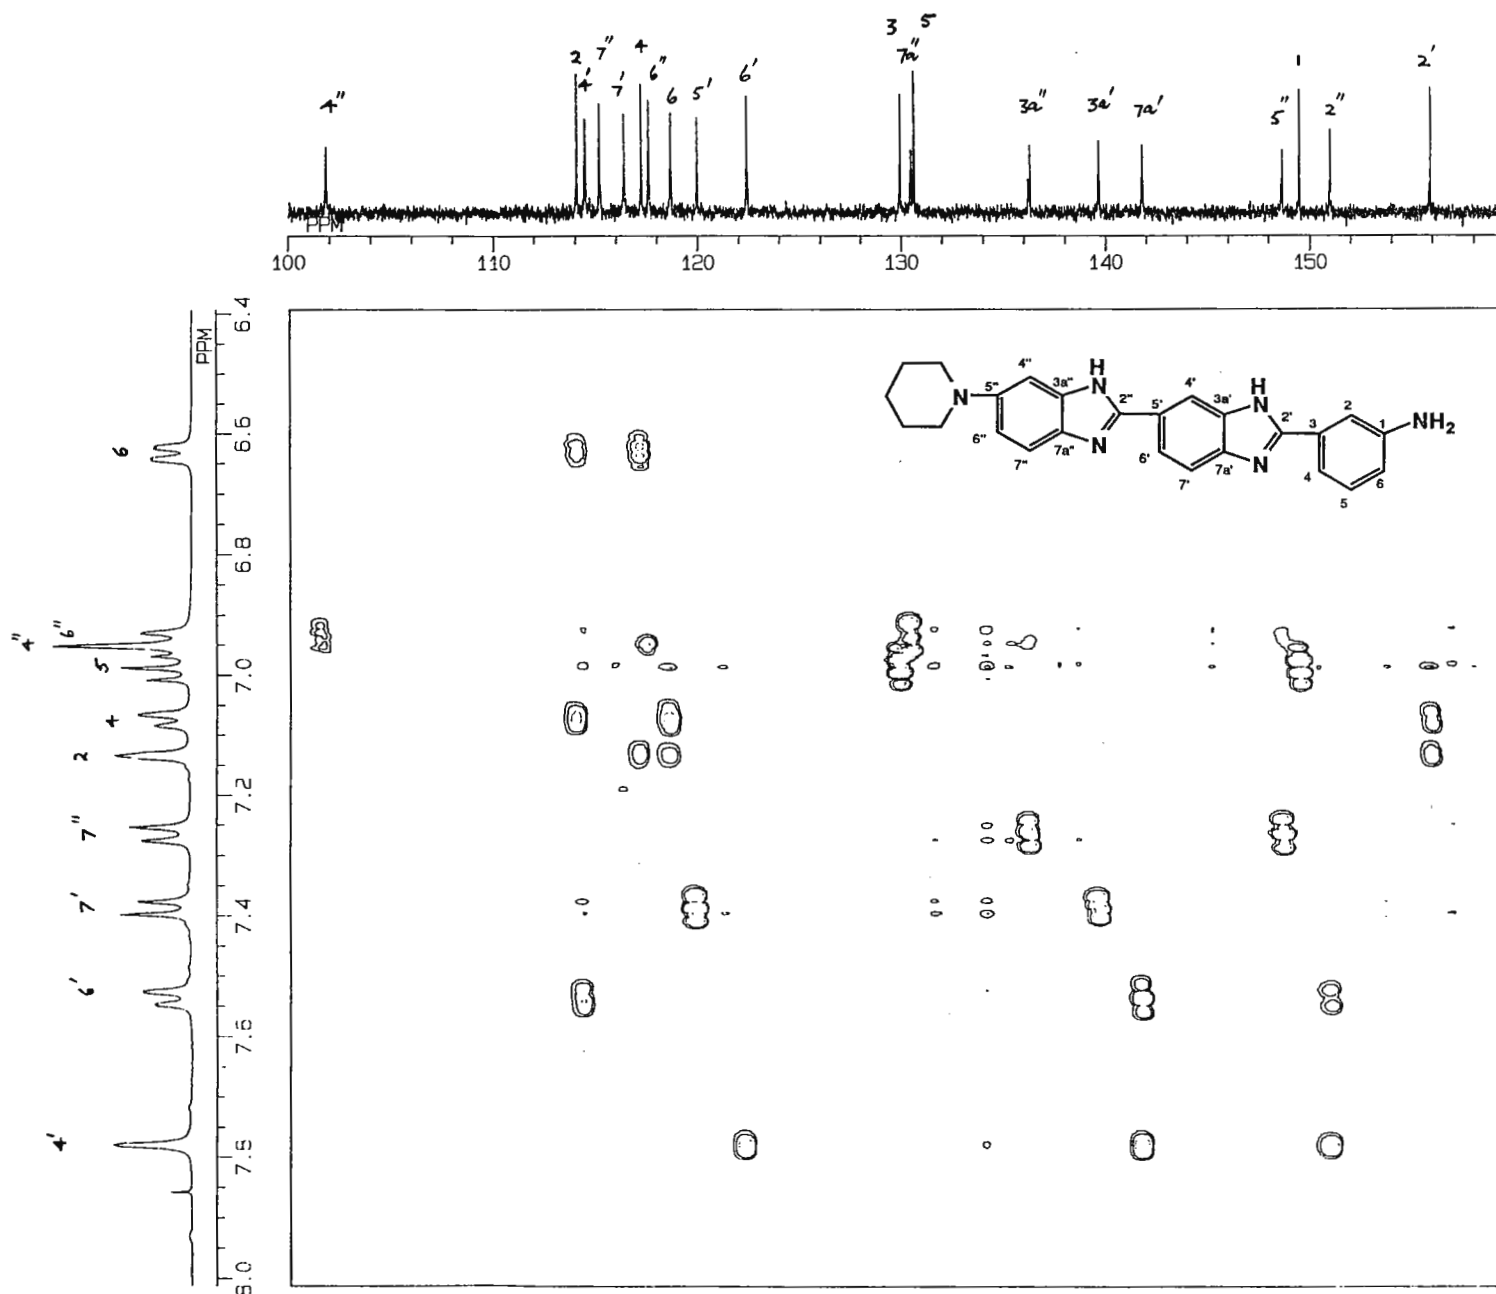 3 5
2 7" 4 7a" 1 2'
4" 4' 7' 6" 6 5' 6' 3a" 3a' 7a' 5" 2"
PPM
100 110 120 130 140 150
6.4
PPM
6 6.6
6.8
4" 6"
5 7.0
4
2
7.2
7"
7' 7.4
6'
7.6
4' 7.8
8.0
4" H 4' H
N 5" 3a" N 2" 5' 3a' N 2' 3 2 1 NH2
6" 7a" N 6' 7a' N 4 6
7" 7' 5